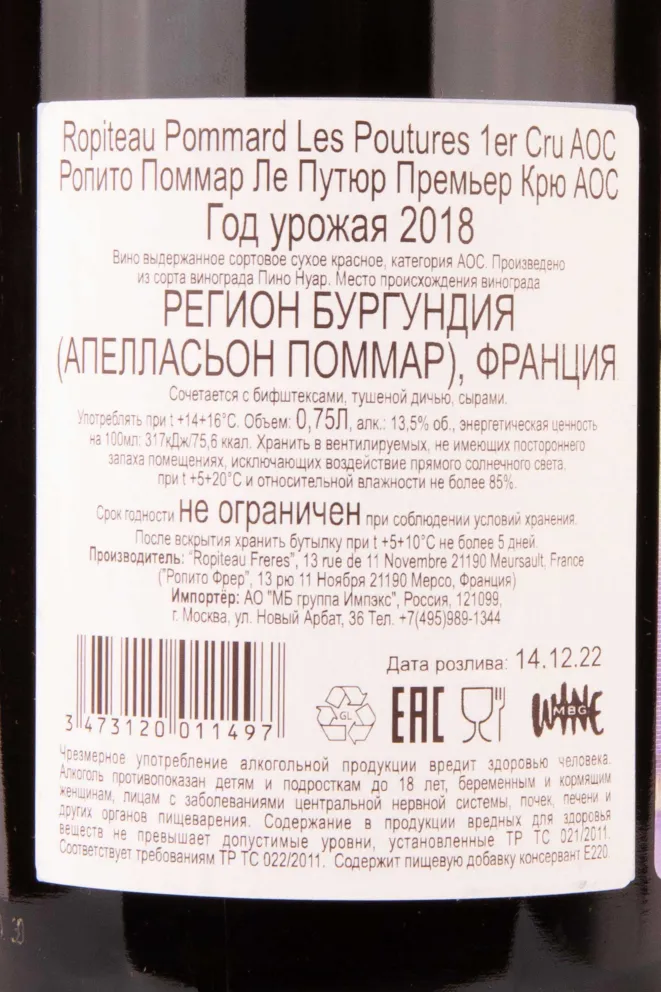 Ropiteau Pommard Les Poutures 1er Cru AOC
Ропито Поммар Ле Путюр Премьер Крю АОС
Год урожая 2018
Вино выдержанное сортовое сухое красное, категория АОС. Произведено
из сорта винограда Пино Нуар. Место происхождения винограда
РЕГИОН БУРГУНДИЯ
(АПЕЛЛАСЬОН ПОММАР), ФРАНЦИЯ
Сочетается с бифштексами, тушеной дичью, сырами.
Употреблять при t +14+16°С. Объем: 0,75Л, алк.: 13,5% об., энергетическая ценность
на 100мл: 317кДж/75,6 ккал. Хранить в вентилируемых, не имеющих постороннего
запаха помещениях, исключающих воздействие прямого солнечного света,
при t +5+20°С и относительной влажности не более 85%.
Срок годности не ограничен при соблюдении условий хранения.
После вскрытия хранить бутылку при t +5+10°С не более 5 дней.
Производитель: "Ropiteau Freres", 13 rue de 11 Novembre 21190 Meursault, France
("Ропито Фрер", 13 рю 11 Ноября 21190 Мерсо, Франция)
Импортёр: АО "МБ группа Импэкс", Россия, 121099,
г. Москва, ул. Новый Арбат, 36 Тел. +7(495)989-1344
Дата розлива: 14.12.22
3 473120 011497
GL
EAC
WINE
MBG
Чрезмерное употребление алкогольной продукции вредит здоровью человека.
Алкоголь противопоказан детям и подросткам до 18 лет, беременным и кормящим
женщинам, лицам с заболеваниями центральной нервной системы, почек, печени и
других органов пищеварения. Содержание в продукции вредных для здоровья
веществ не превышает допустимые уровни, установленные ТР ТС 021/2011.
Соответствует требованиям ТР ТС 022/2011. Содержит пищевую добавку консервант Е220.